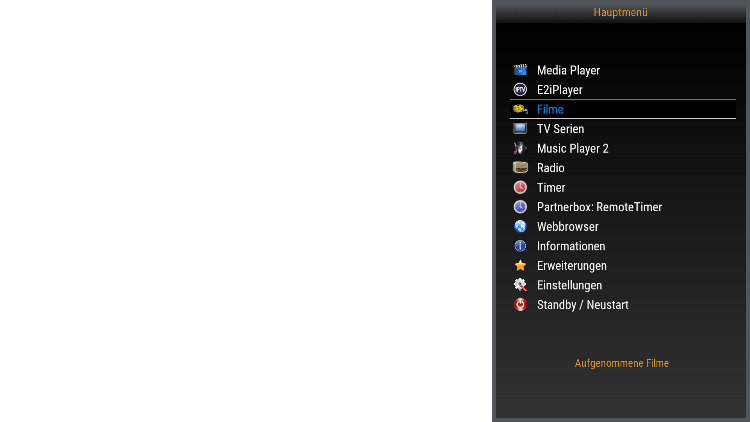 Hauptmenü
Media Player
IPTV E2iPlayer
Filme
TV Serien
Music Player 2
Radio
Timer
Partnerbox: RemoteTimer
Webbrowser
Informationen
Erweiterungen
Einstellungen
Standby / Neustart
Aufgenommene Filme